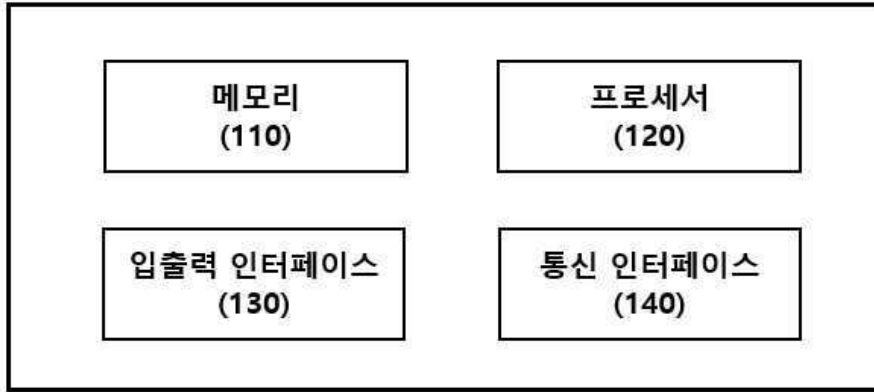 메모리
(110)
프로세서
(120)
입출력 인터페이스
(130)
통신 인터페이스
(140)